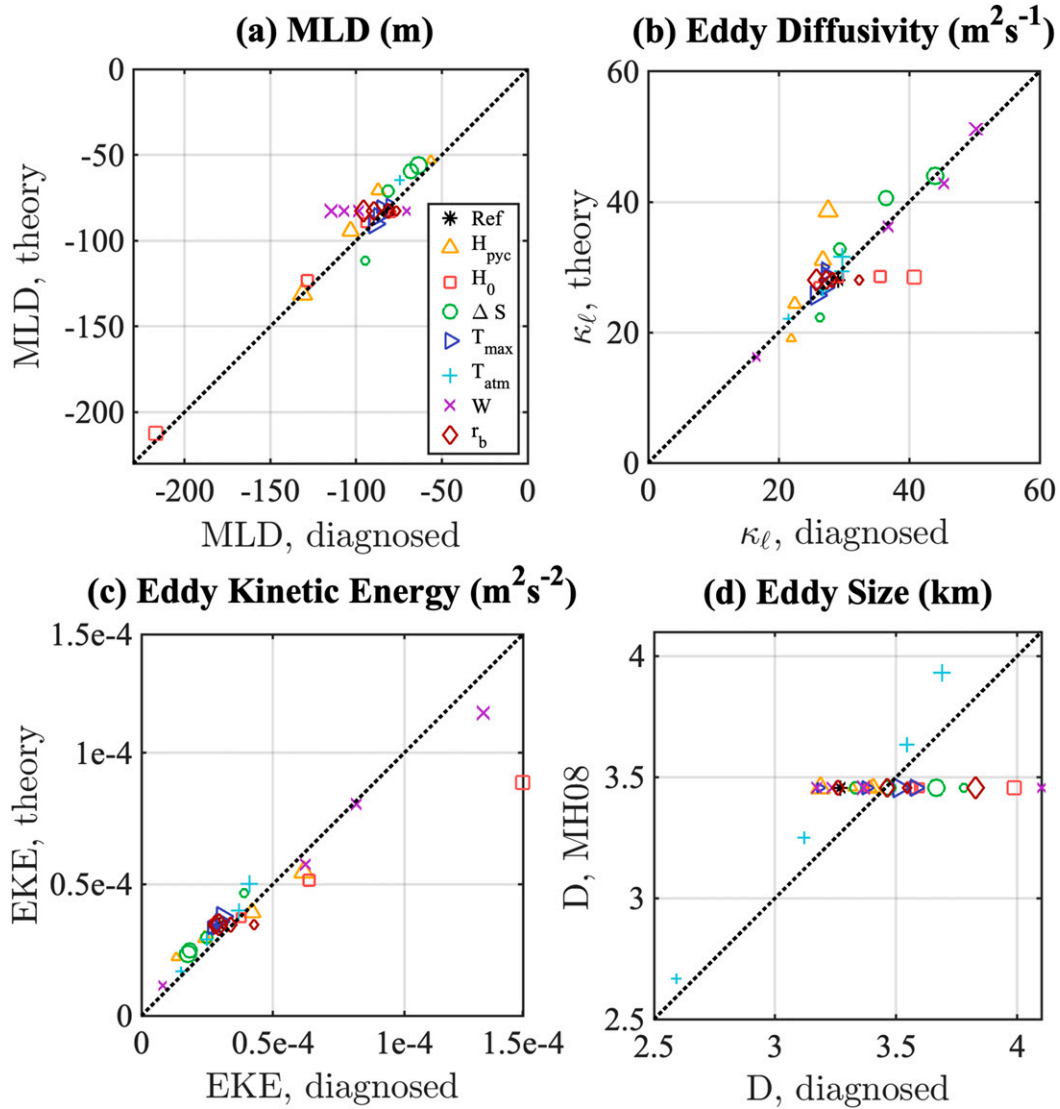 (a) MLD (m)
MLD, theory
0
-50
-100
-150
-200
-200 -150 -100 -50 0
MLD, diagnosed
Ref
H_pyc
H_0
Δ S
T_max
T_atm
W
r_b
(b) Eddy Diffusivity (m²s⁻¹)
κ_ℓ, theory
60
40
20
0
0 20 40 60
κ_ℓ, diagnosed
(c) Eddy Kinetic Energy (m²s⁻²)
EKE, theory
1.5e-4
1e-4
0.5e-4
0
0 0.5e-4 1e-4 1.5e-4
EKE, diagnosed
(d) Eddy Size (km)
D, MH08
4
3.5
3
2.5
2.5 3 3.5 4
D, diagnosed